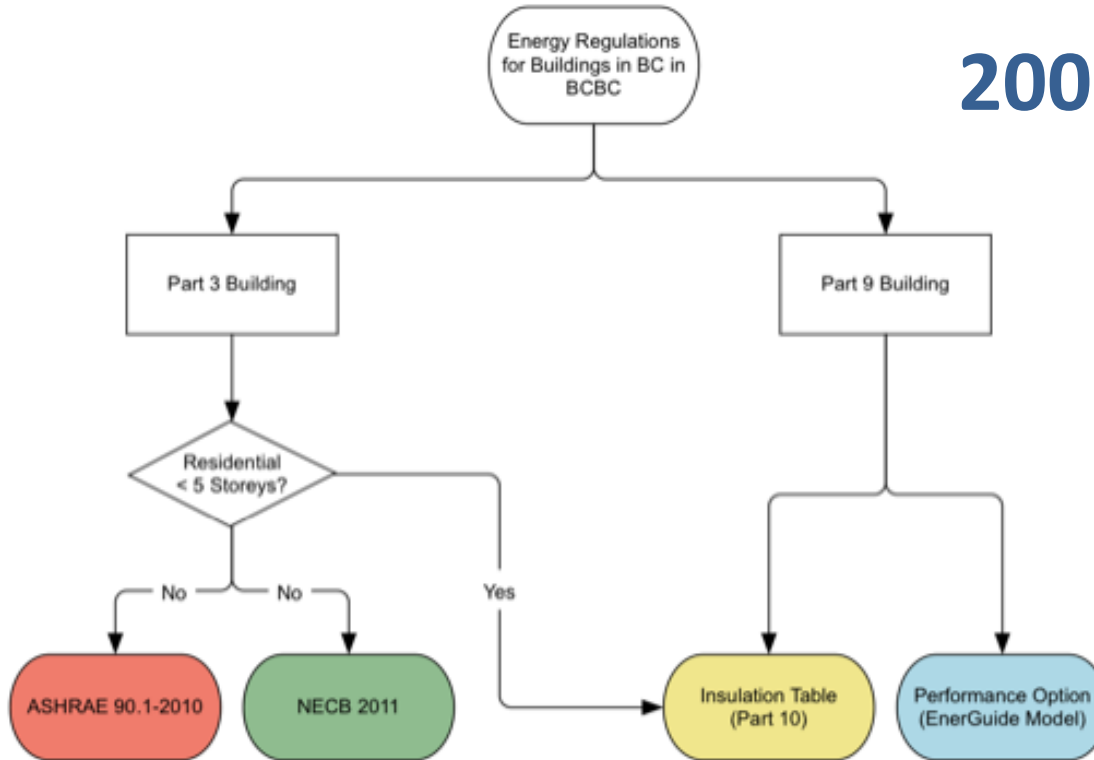 Energy Regulations
for Buildings in BC in
BCBC
200
Part 3 Building
Part 9 Building
Residential
< 5 Storeys?
No
No
Yes
ASHRAE 90.1-2010
NECB 2011
Insulation Table
(Part 10)
Performance Option
(EnerGuide Model)